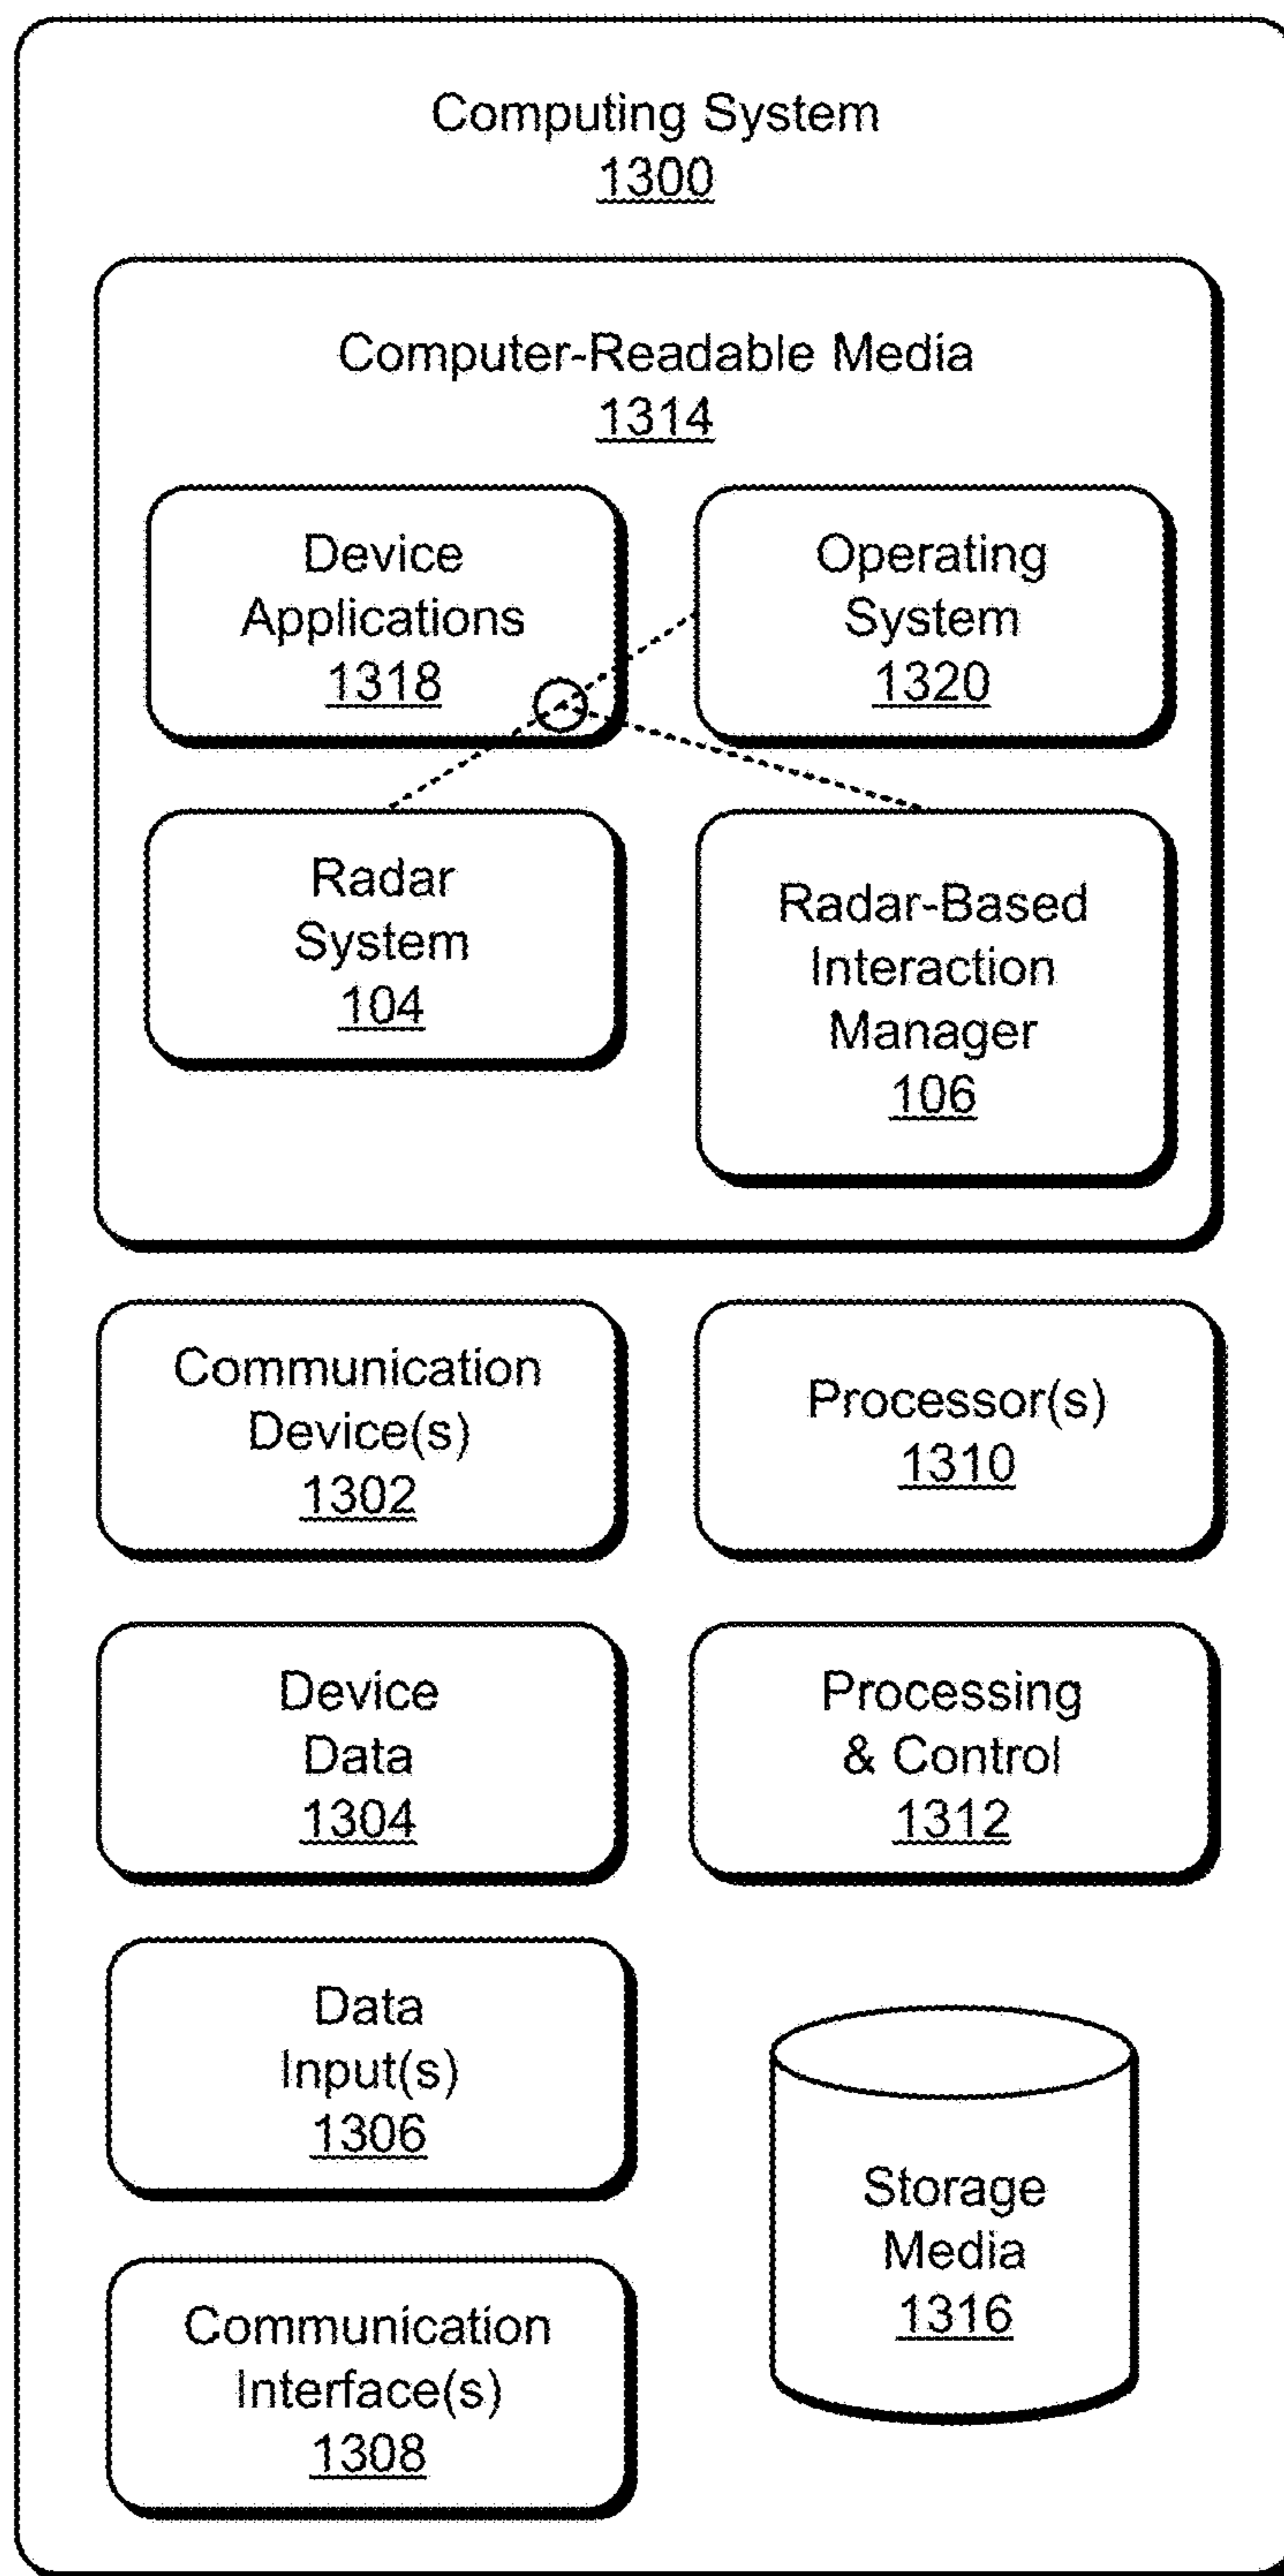 Computing System
1300
Computer-Readable Media
1314
Device
Applications
1318
Operating
System
1320
Radar
System
104
Radar-Based
Interaction
Manager
106
Communication
Device(s)
1302
Processor(s)
1310
Device
Data
1304
Processing
& Control
1312
Data
Input(s)
1306
Storage
Media
1316
Communication
Interface(s)
1308